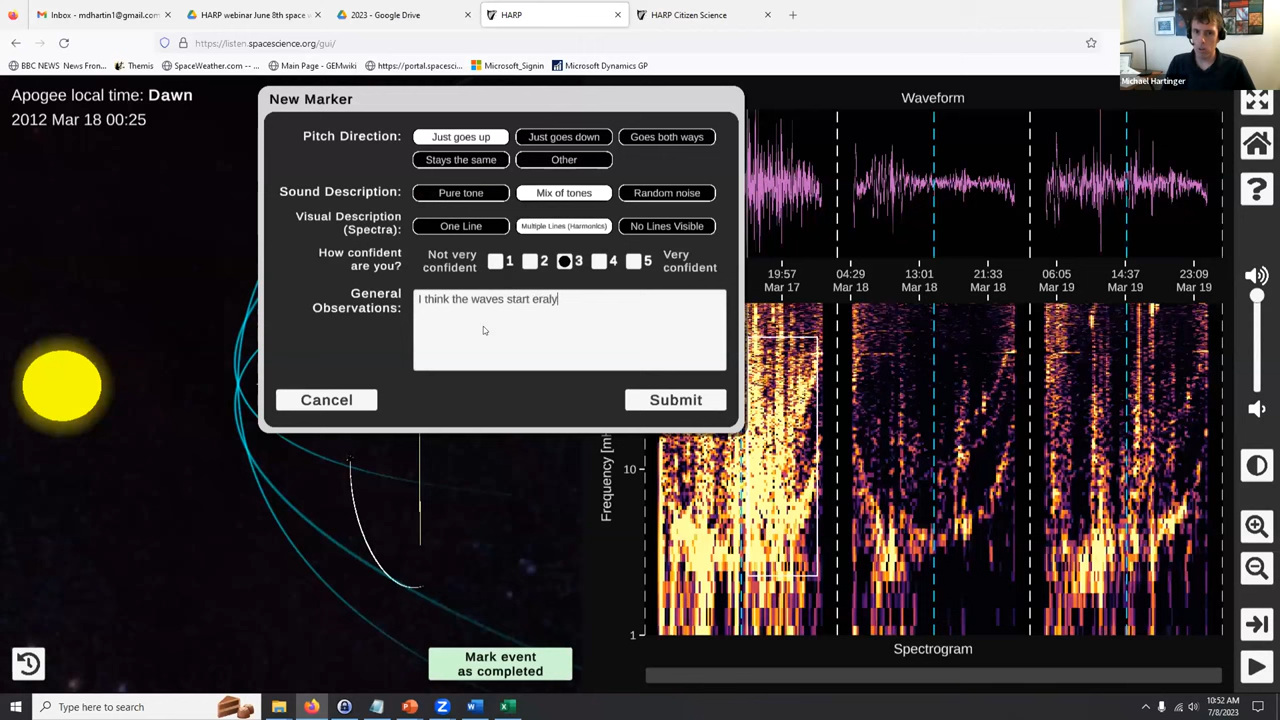 Inbox - mdhartin1@gmail.com
HARP webinar June 8th space w
2023 - Google Drive
HARP
HARP Citizen Science
https://listen.spacescience.org/gui/
BBC NEWS News Fron...
Themis
SpaceWeather.com -- ...
Main Page - GEMwiki
https://portal.spacesci...
Microsoft_Signin
Microsoft Dynamics GP
Michael Hartinger
Apogee local time: Dawn
2012 Mar 18 00:25
New Marker
Pitch Direction:
Just goes up
Just goes down
Goes both ways
Stays the same
Other
Sound Description:
Pure tone
Mix of tones
Random noise
Visual Description
(Spectra):
One Line
Multiple Lines (Harmonics)
No Lines Visible
How confident
are you?
Not very
confident
1
2
3
4
5
Very
confident
General
Observations:
I think the waves start eraly
Cancel
Submit
Waveform
19:57
Mar 17
04:29
Mar 18
13:01
Mar 18
21:33
Mar 18
06:05
Mar 19
14:37
Mar 19
23:09
Mar 19
Frequency [m
10
1
Spectrogram
Mark event
as completed
Type here to search
10:52 AM
7/8/2023